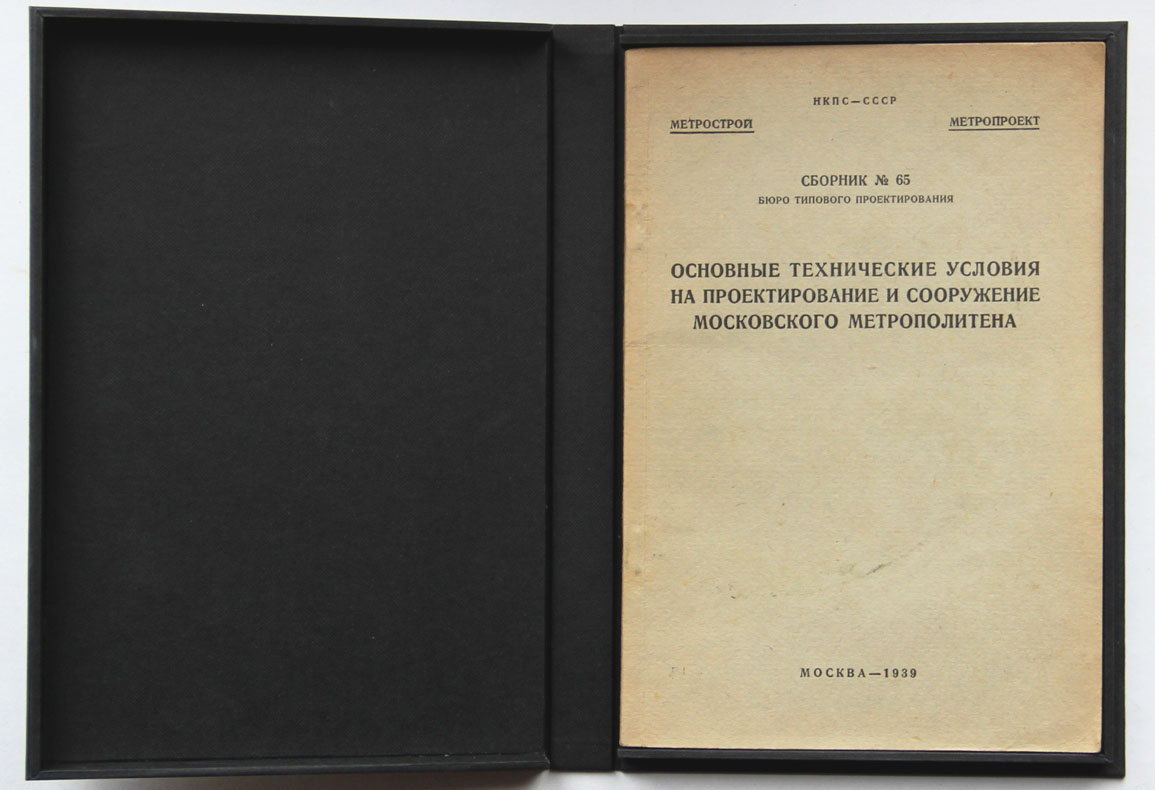 НКПС—СССР
МЕТРОСТРОЙ МЕТРОПРОЕКТ
СБОРНИК № 65
БЮРО ТИПОВОГО ПРОЕКТИРОВАНИЯ
ОСНОВНЫЕ ТЕХНИЧЕСКИЕ УСЛОВИЯ
НА ПРОЕКТИРОВАНИЕ И СООРУЖЕНИЕ
МОСКОВСКОГО МЕТРОПОЛИТЕНА
МОСКВА—1939